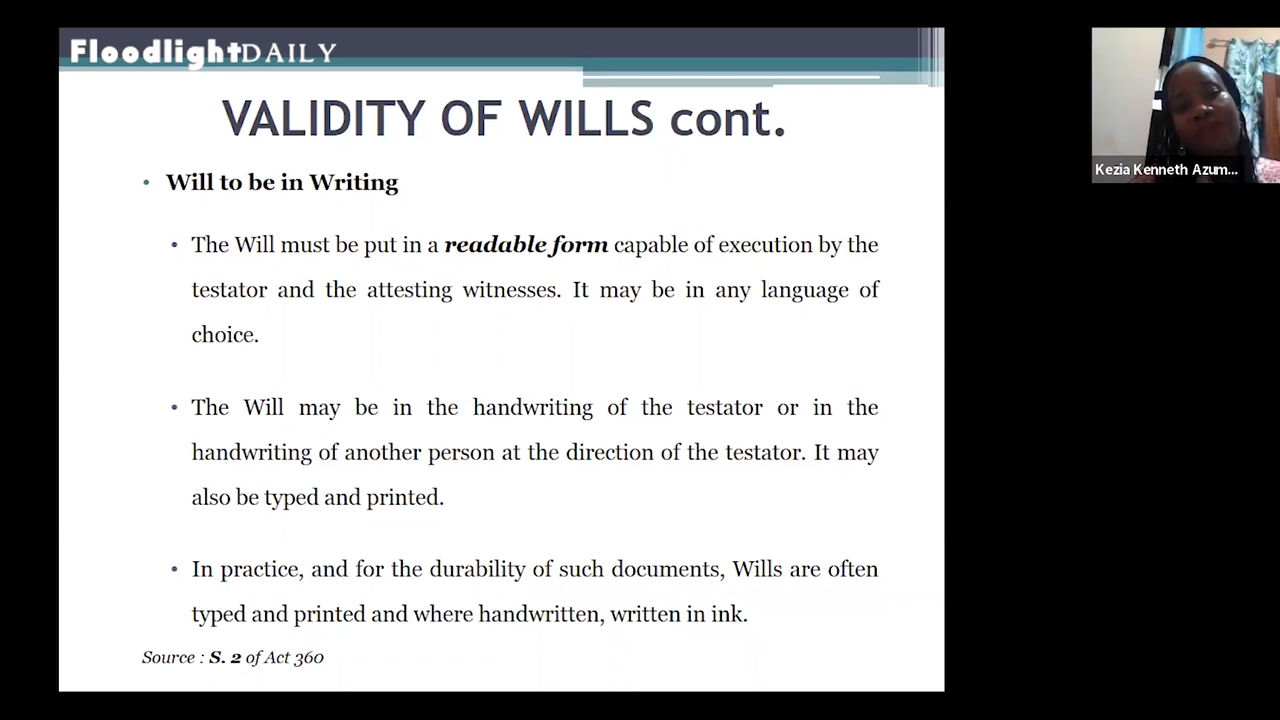 FloodlightDAILY
VALIDITY OF WILLS cont.
• Will to be in Writing
• The Will must be put in a readable form capable of execution by the
testator and the attesting witnesses. It may be in any language of
choice.
• The Will may be in the handwriting of the testator or in the
handwriting of another person at the direction of the testator. It may
also be typed and printed.
• In practice, and for the durability of such documents, Wills are often
typed and printed and where handwritten, written in ink.
Source : S. 2 of Act 360
Kezia Kenneth Azum...